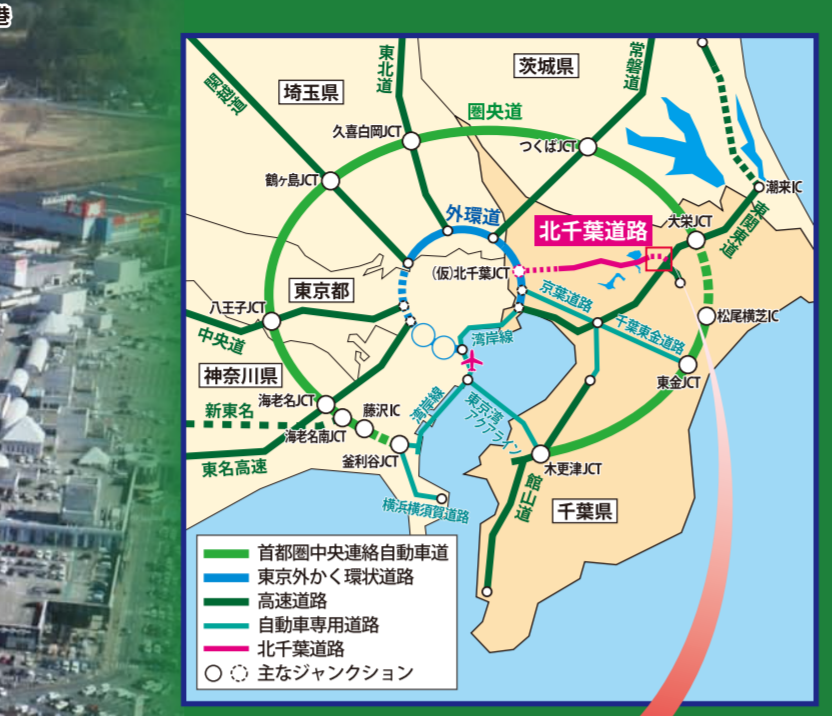 港
茨城県
埼玉県
東北道
常磐道
関越道
圏央道
久喜白岡JCT
つくばJCT
鶴ヶ島JCT
潮来IC
外環道
大栄JCT
東関東道
北千葉道路
(仮)北千葉JCT
東京都
京葉道路
八王子JCT
松尾横芝IC
千葉東金道路
中央道
湾岸線
神奈川県
東金JCT
海老名JCT
新東名
藤沢IC
湾岸線
東京湾
アクアライン
海老名南JCT
釜利谷JCT
東名高速
木更津JCT
館山道
千葉県
横浜横須賀道路
首都圏中央連絡自動車道
東京外かく環状道路
高速道路
自動車専用道路
北千葉道路
主なジャンクション